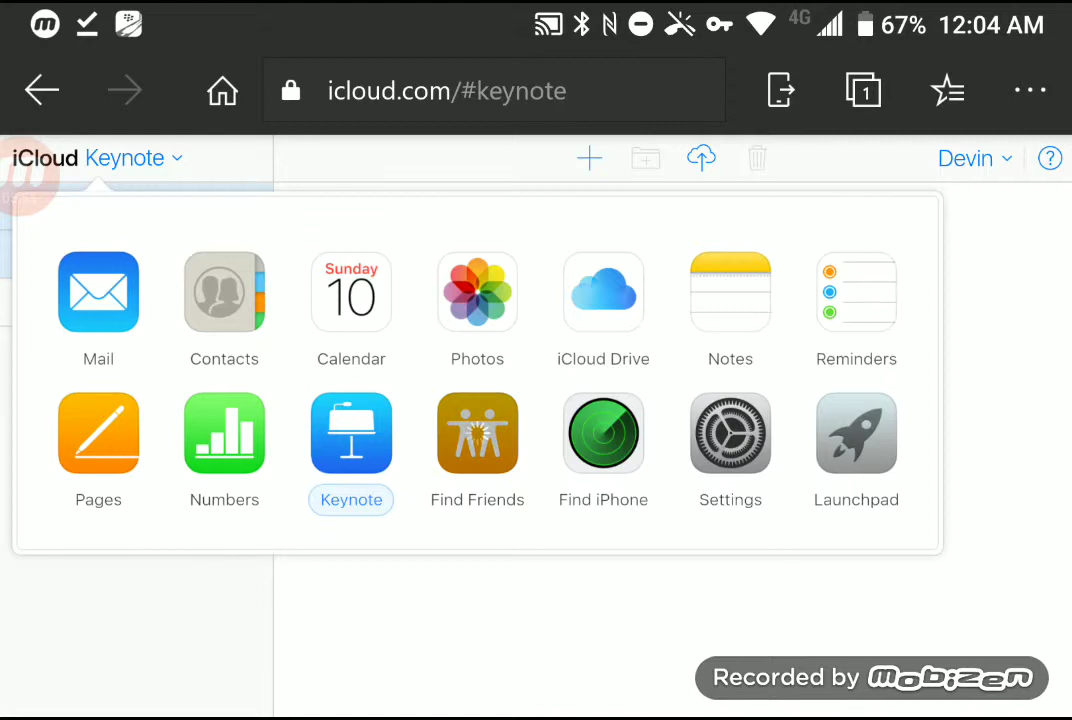 4G 67% 12:04 AM
icloud.com/#keynote 1
iCloud Keynote Devin ?
Sunday
10
Mail Contacts Calendar Photos iCloud Drive Notes Reminders
Pages Numbers Keynote Find Friends Find iPhone Settings Launchpad
Recorded by mobizen